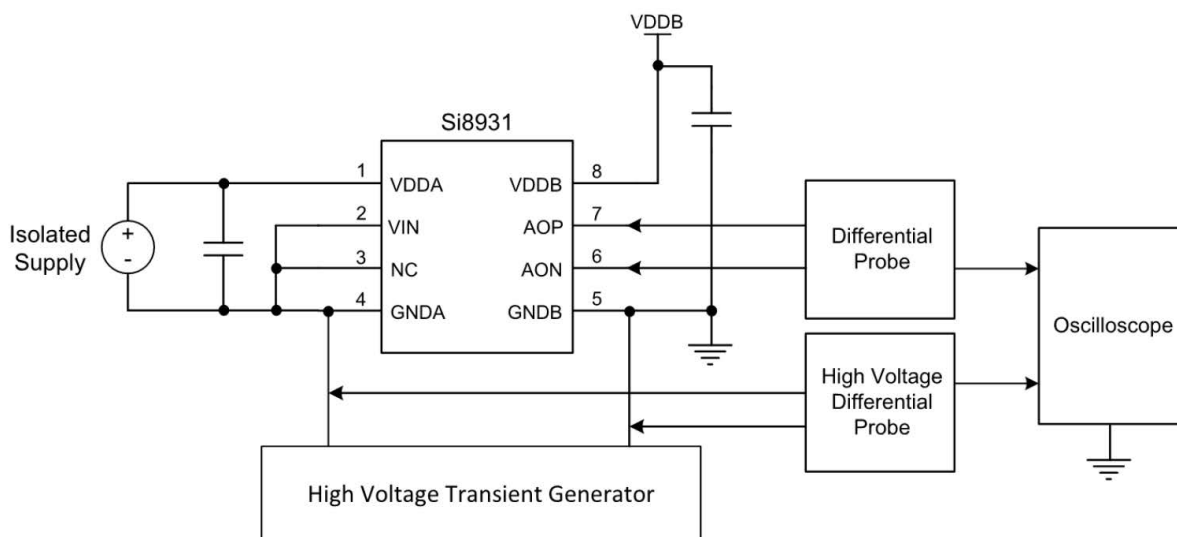 VDDB
Si8931
1
VDDA
VDDB
8
2
VIN
AOP
7
3
NC
AON
6
4
GNDA
GNDB
5
Isolated
Supply
+
-
Differential
Probe
High Voltage
Differential
Probe
Oscilloscope
High Voltage Transient Generator